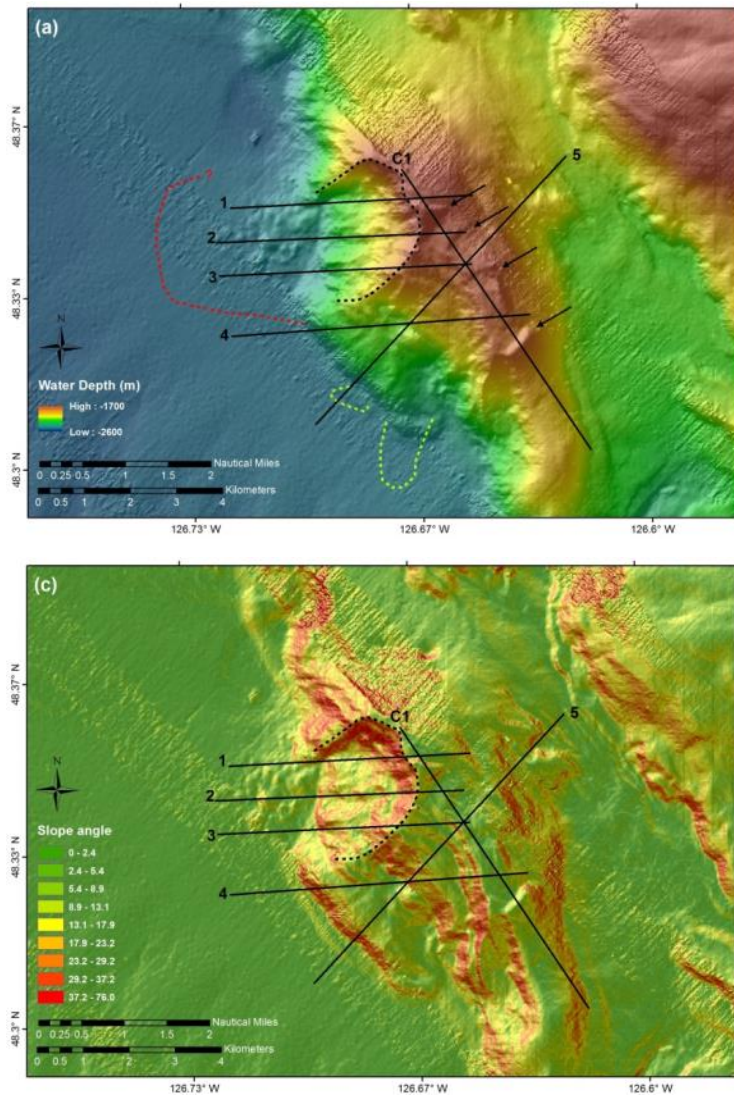 (a)
48.37° N
C1
5
1
2
3
48.33° N
4
N
Water Depth (m)
High : -1700
Low : -2600
Nautical Miles
0 0.25 0.5 1 1.5 2
Kilometers
0 0.5 1 2 3 4
48.3° N
126.73° W 126.67° W 126.6° W
(c)
48.37° N
C1
5
1
2
3
48.33° N
4
N
Slope angle
0 - 2.4
2.4 - 5.4
5.4 - 8.9
8.9 - 13.1
13.1 - 17.9
17.9 - 23.2
23.2 - 29.2
29.2 - 37.2
37.2 - 76.0
Nautical Miles
0 0.25 0.5 1 1.5 2
Kilometers
0 0.5 1 2 3 4
48.3° N
126.73° W 126.67° W 126.6° W